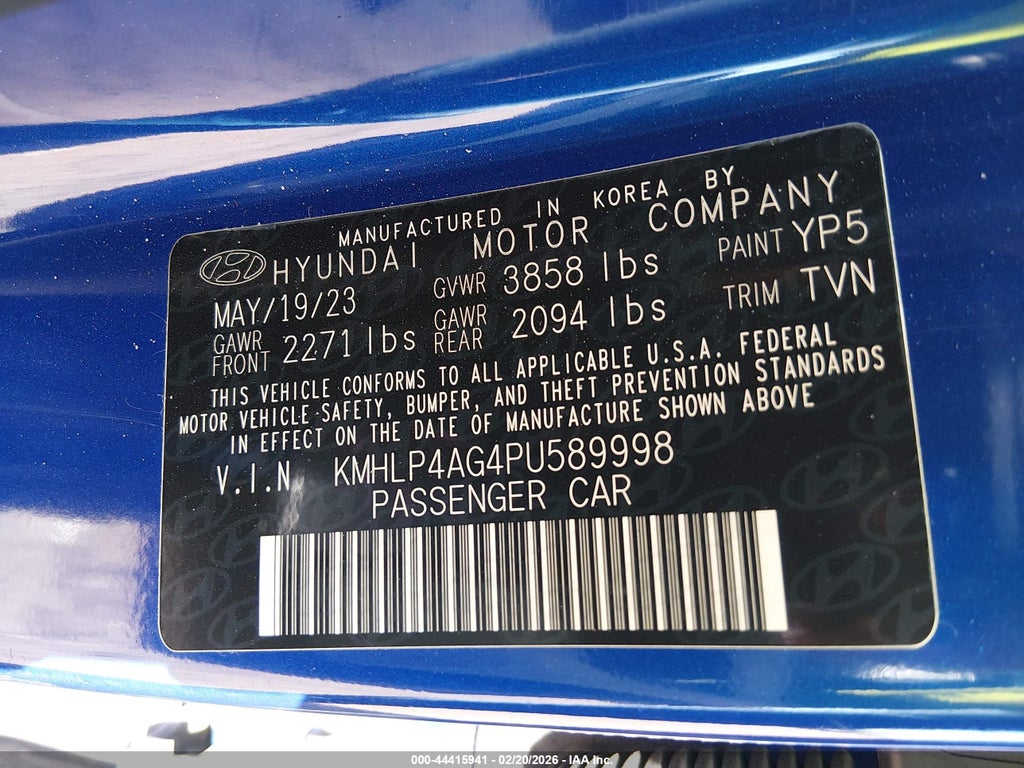 MANUFACTURED IN KOREA BY
HYUNDAI MOTOR COMPANY
MAY/19/23 GVWR 3858 lbs PAINT YP5
GAWR FRONT 2271 lbs GAWR REAR 2094 lbs TRIM TVN
THIS VEHICLE CONFORMS TO ALL APPLICABLE U.S.A. FEDERAL
MOTOR VEHICLE SAFETY, BUMPER, AND THEFT PREVENTION STANDARDS
IN EFFECT ON THE DATE OF MANUFACTURE SHOWN ABOVE
V.I.N KMHLP4AG4PU589998
PASSENGER CAR
000-44415941 - 02/20/2026 - IAA Inc.